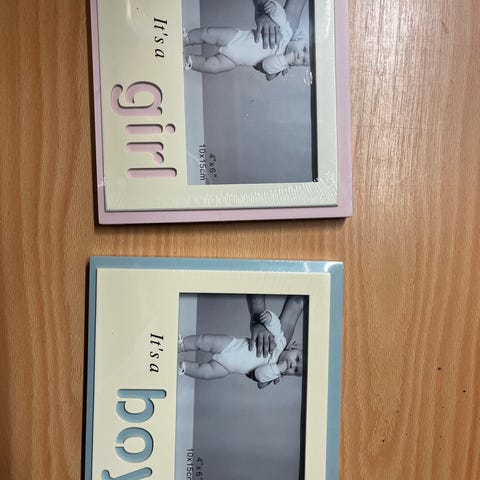 It's a
girl
4"x6"
10x15cm
It's a
boy
4"x6"
10x15cm